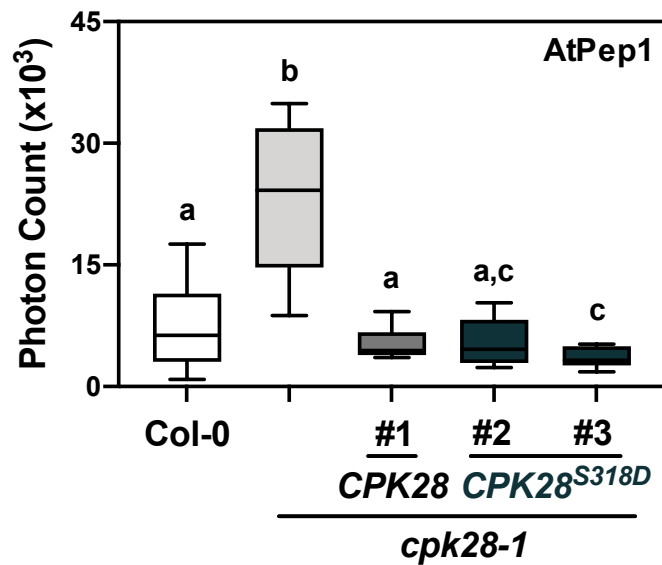 45
AtPep1
b
30
a
15
a
a,c
c
0
Photon Count (x10³)
Col-0
#1
#2
#3
CPK28
CPK28^S318D
cpk28-1